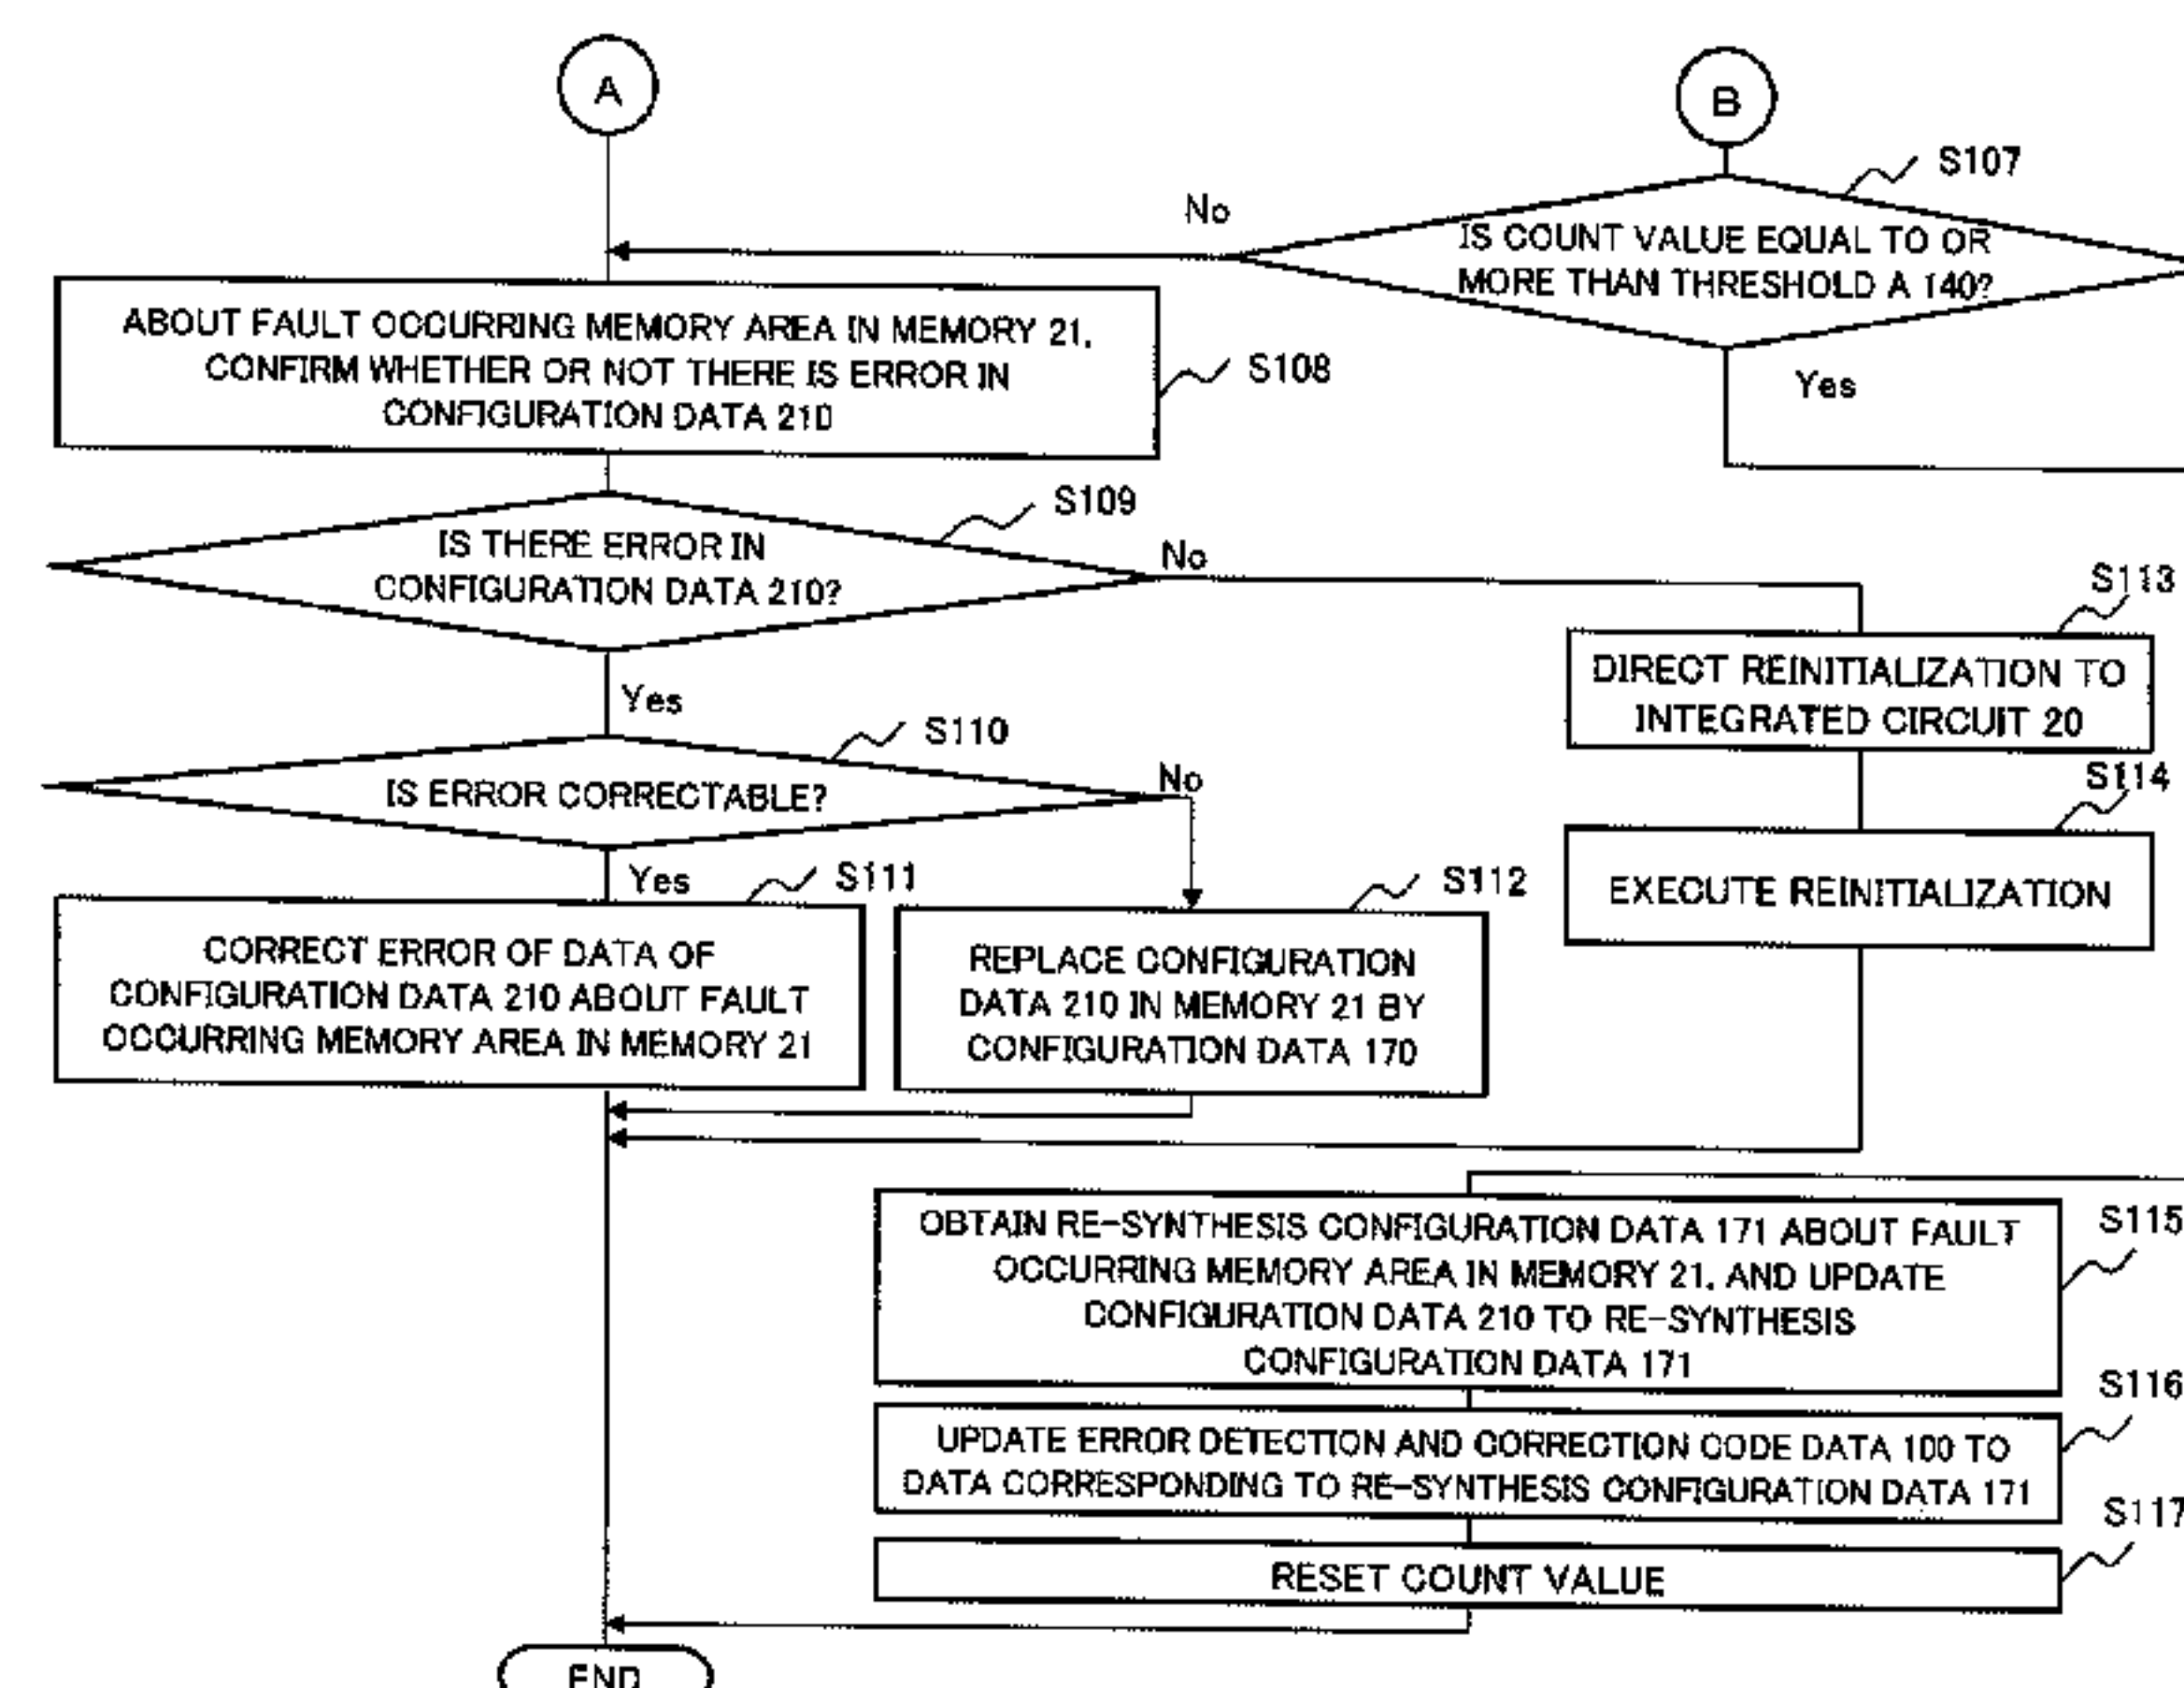 A
B
S107
No
IS COUNT VALUE EQUAL TO OR
MORE THAN THRESHOLD A 140?
Yes
ABOUT FAULT OCCURRING MEMORY AREA IN MEMORY 21,
CONFIRM WHETHER OR NOT THERE IS ERROR IN
CONFIGURATION DATA 210
S108
S109
IS THERE ERROR IN
CONFIGURATION DATA 210?
No
Yes
S113
DIRECT REINITIALIZATION TO
INTEGRATED CIRCUIT 20
S110
IS ERROR CORRECTABLE?
No
Yes
S114
EXECUTE REINITIALIZATION
S111
CORRECT ERROR OF DATA OF
CONFIGURATION DATA 210 ABOUT FAULT
OCCURRING MEMORY AREA IN MEMORY 21
S112
REPLACE CONFIGURATION
DATA 210 IN MEMORY 21 BY
CONFIGURATION DATA 170
OBTAIN RE-SYNTHESIS CONFIGURATION DATA 171 ABOUT FAULT
OCCURRING MEMORY AREA IN MEMORY 21, AND UPDATE
CONFIGURATION DATA 210 TO RE-SYNTHESIS
CONFIGURATION DATA 171
S115
UPDATE ERROR DETECTION AND CORRECTION CODE DATA 100 TO
DATA CORRESPONDING TO RE-SYNTHESIS CONFIGURATION DATA 171
S116
RESET COUNT VALUE
S117
END